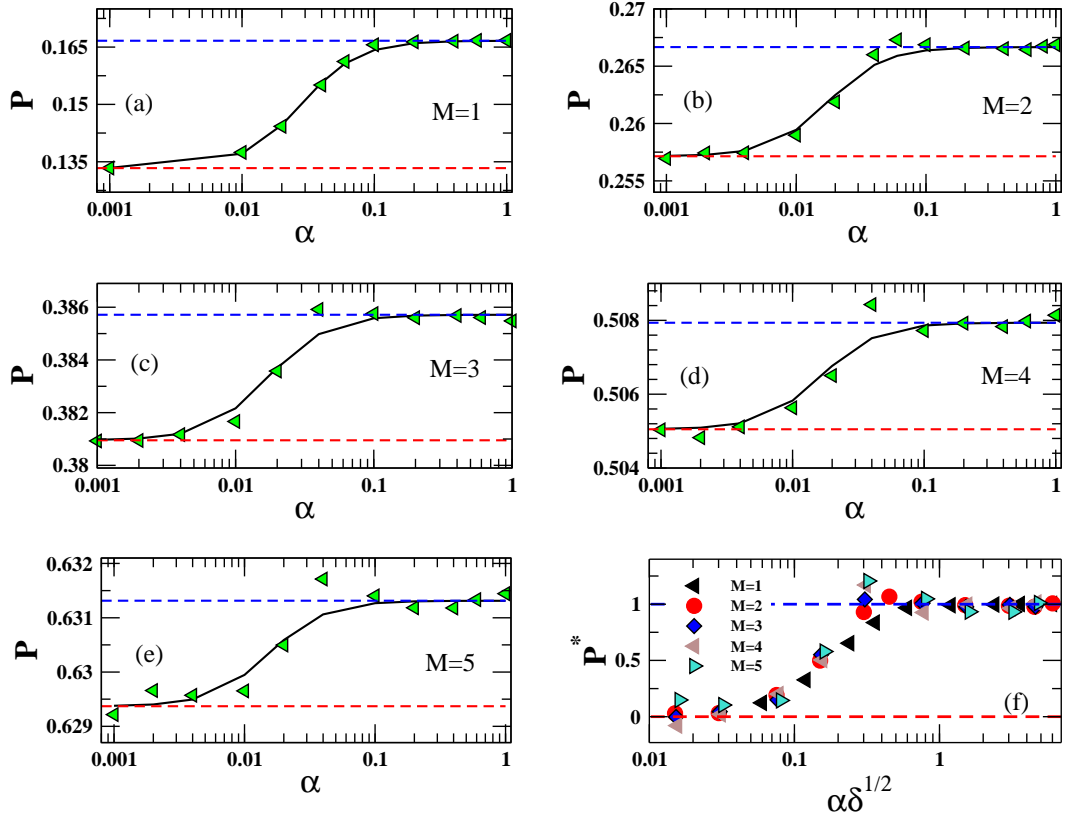 P
0.165
0.15
0.135
(a)
M=1
0.001 0.01 0.1 1
α
P
0.27
0.265
0.26
0.255
(b)
M=2
0.001 0.01 0.1 1
α
P
0.386
0.384
0.382
0.38
(c)
M=3
0.001 0.01 0.1 1
α
P
0.508
0.506
0.504
(d)
M=4
0.001 0.01 0.1 1
α
P
0.632
0.631
0.63
0.629
(e)
M=5
0.001 0.01 0.1 1
α
P*
1
0.5
0
M=1
M=2
M=3
M=4
M=5
(f)
0.01 0.1 1
αδ^1/2